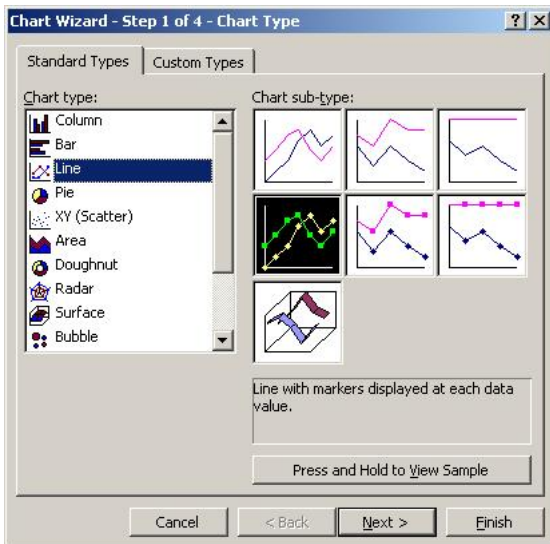 Chart Wizard - Step 1 of 4 - Chart Type
Standard Types
Custom Types
Chart type:
Column
Bar
Line
Pie
XY (Scatter)
Area
Doughnut
Radar
Surface
Bubble
Chart sub-type:
Line with markers displayed at each data
value.
Press and Hold to View Sample
Cancel
< Back
Next >
Finish